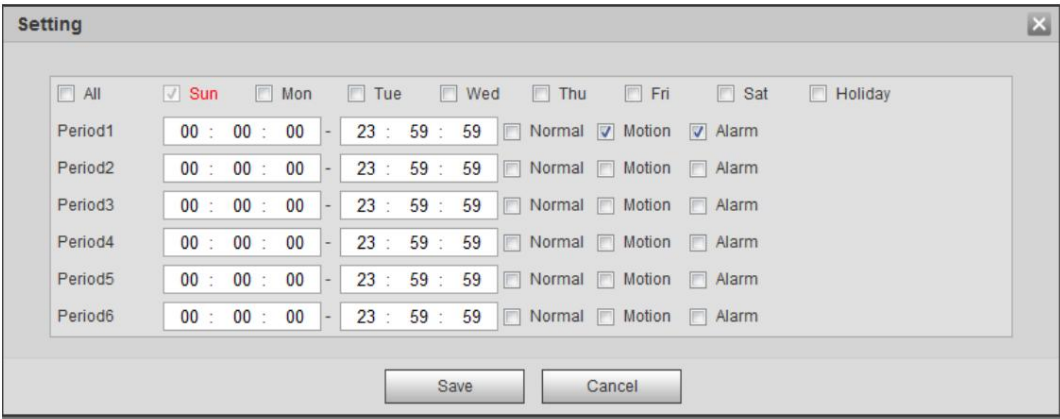 Setting
All Sun Mon Tue Wed Thu Fri Sat Holiday
Period1 00 : 00 : 00 - 23 : 59 : 59 Normal Motion Alarm
Period2 00 : 00 : 00 - 23 : 59 : 59 Normal Motion Alarm
Period3 00 : 00 : 00 - 23 : 59 : 59 Normal Motion Alarm
Period4 00 : 00 : 00 - 23 : 59 : 59 Normal Motion Alarm
Period5 00 : 00 : 00 - 23 : 59 : 59 Normal Motion Alarm
Period6 00 : 00 : 00 - 23 : 59 : 59 Normal Motion Alarm
Save Cancel